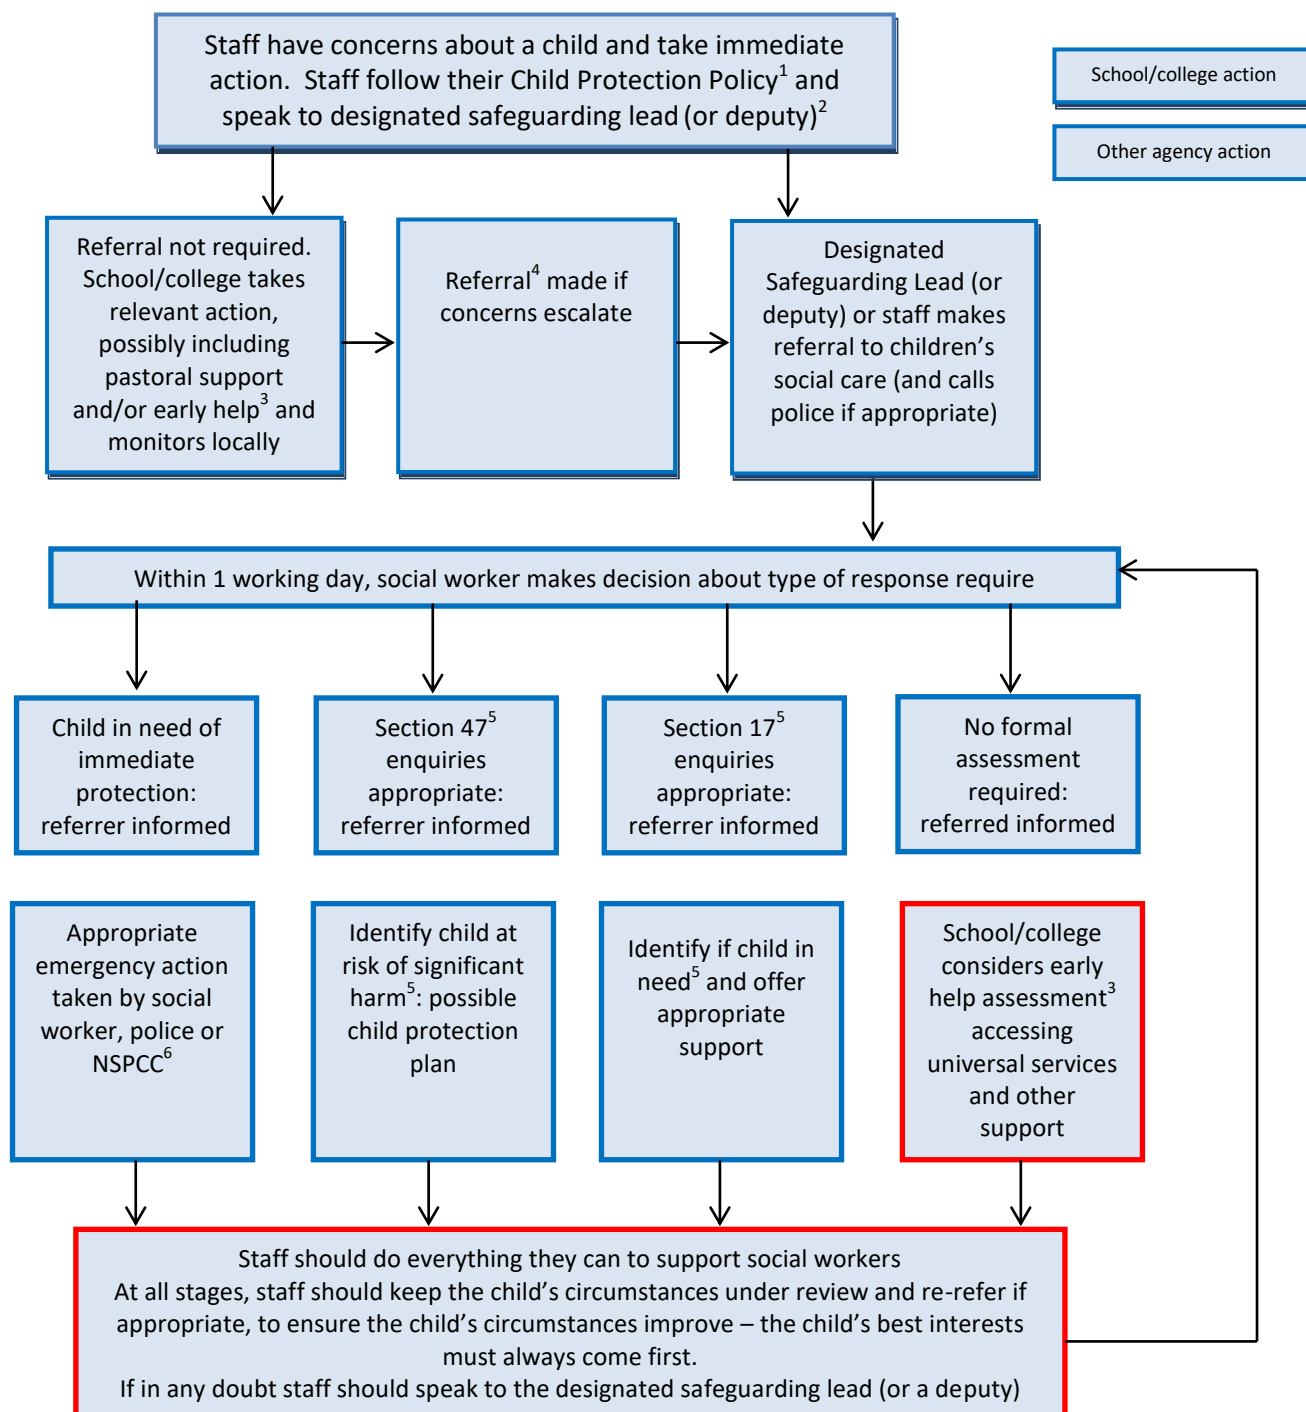 Staff have concerns about a child and take immediate
action.  Staff follow their Child Protection Policy¹ and
speak to designated safeguarding lead (or deputy)²
School/college action
Other agency action
Referral not required.
School/college takes
relevant action,
possibly including
pastoral support
and/or early help³ and
monitors locally
Referral⁴ made if
concerns escalate
Designated
Safeguarding Lead (or
deputy) or staff makes
referral to children’s
social care (and calls
police if appropriate)
Within 1 working day, social worker makes decision about type of response require
Child in need of
immediate
protection:
referrer informed
Section 47⁵
enquiries
appropriate:
referrer informed
Section 17⁵
enquiries
appropriate:
referrer informed
No formal
assessment
required:
referred informed
Appropriate
emergency action
taken by social
worker, police or
NSPCC⁶
Identify child at
risk of significant
harm⁵: possible
child protection
plan
Identify if child in
need⁵ and offer
appropriate
support
School/college
considers early
help assessment³
accessing
universal services
and other
support
Staff should do everything they can to support social workers
At all stages, staff should keep the child’s circumstances under review and re-refer if
appropriate, to ensure the child’s circumstances improve – the child’s best interests
must always come first.
If in any doubt staff should speak to the designated safeguarding lead (or a deputy)